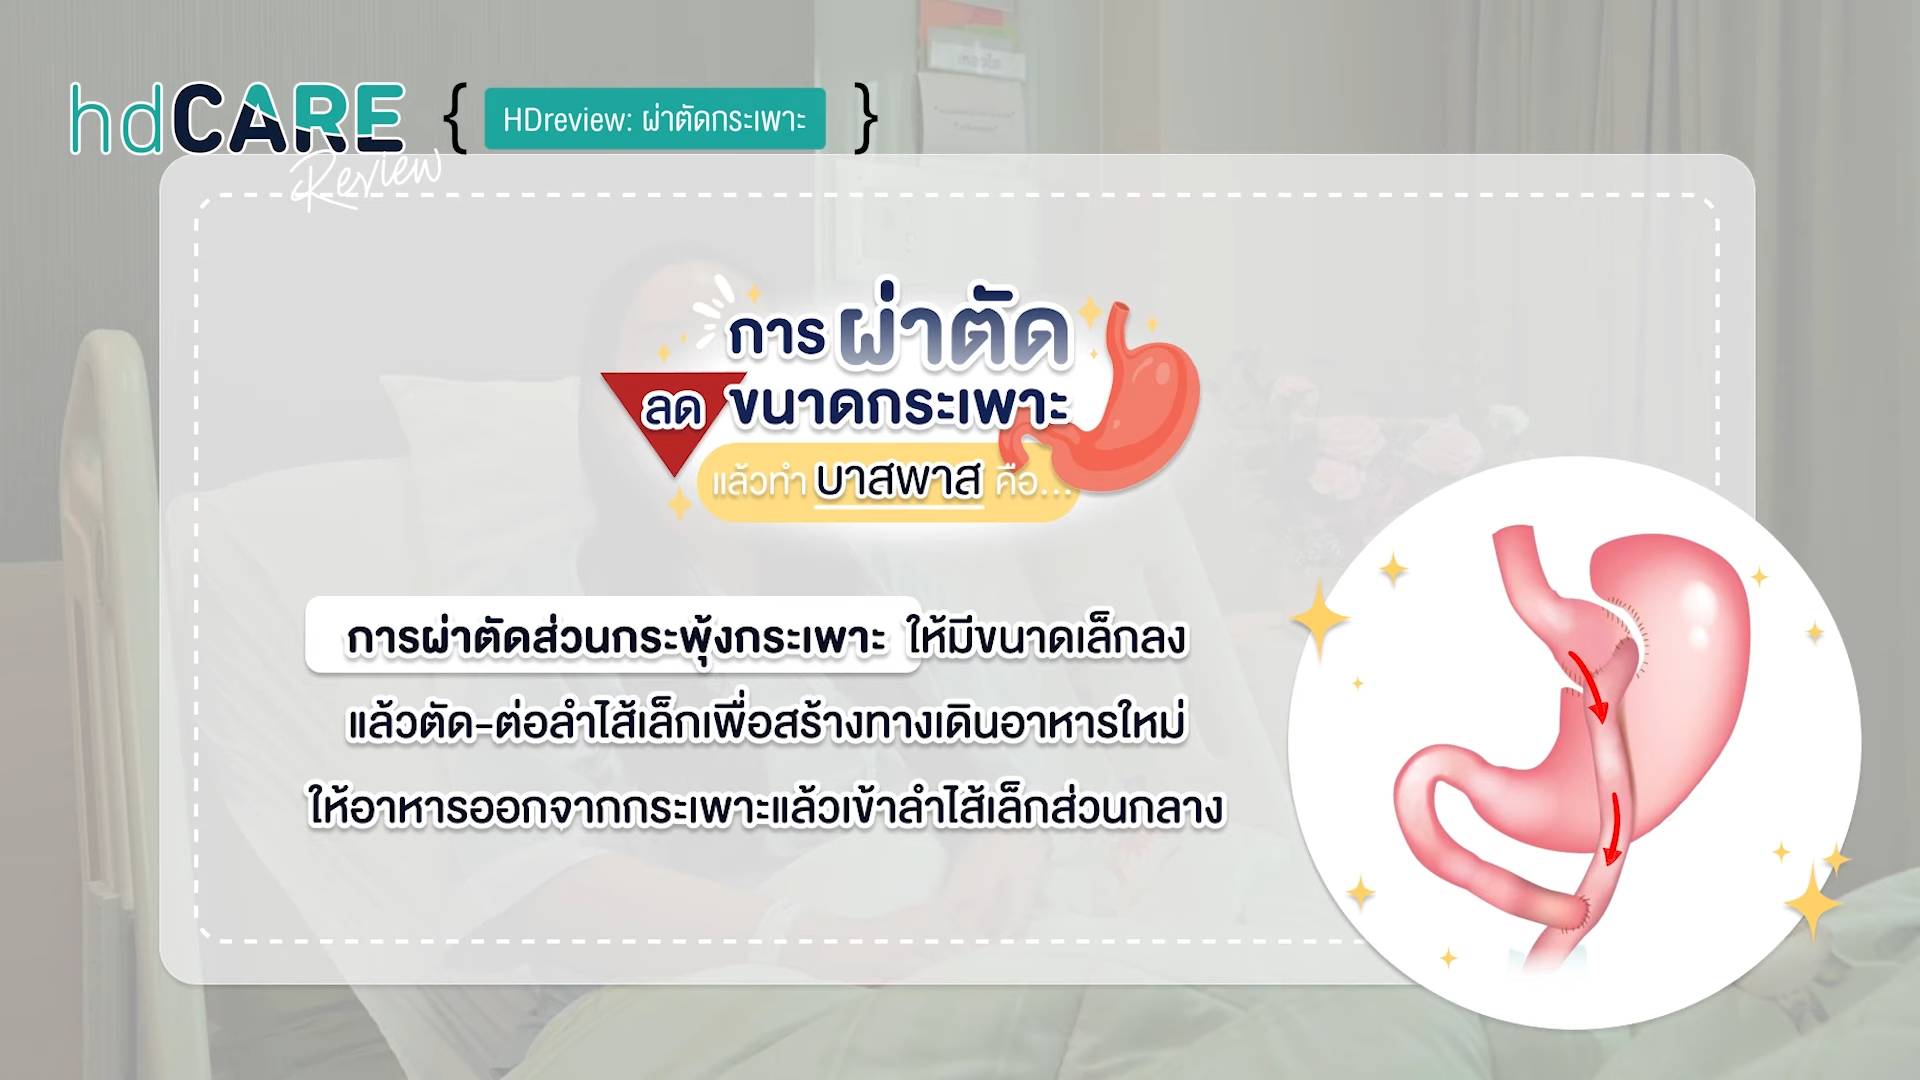 hdCARE
Review
{ HDreview: ผ่าตัดกระเพาะ }
การ ผ่าตัด
ลด ขนาดกระเพาะ
แล้วทำ บาสพาส คือ...
การผ่าตัดส่วนกระพุ้งกระเพาะ ให้มีขนาดเล็กลง
แล้วตัด-ต่อลำไส้เล็กเพื่อสร้างทางเดินอาหารใหม่
ให้อาหารออกจากกระเพาะแล้วเข้าลำไส้เล็กส่วนกลาง